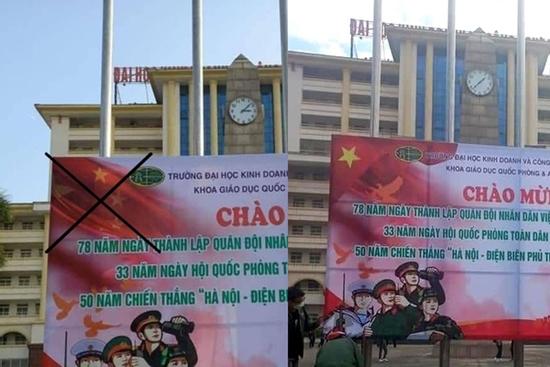 ĐẠI HO
TRƯỜNG ĐẠI HỌC KINH DOANH
KHOA GIÁO DỤC QUỐC
CHÀO
78 NĂM NGÀY THÀNH LẬP QUÂN ĐỘI NHÂ
33 NĂM NGÀY HỘI QUỐC PHÒNG T
50 NĂM CHIẾN THẮNG "HÀ NỘI - ĐIỆN B
ĐẠI HỌC
TRƯỜNG ĐẠI HỌC KINH DOANH VÀ CÔNG
KHOA GIÁO DỤC QUỐC PHÒNG & A
CHÀO MỪN
78 NĂM NGÀY THÀNH LẬP QUÂN ĐỘI NHÂN DÂN VIỆ
33 NĂM NGÀY HỘI QUỐC PHÒNG TOÀN DÂN
50 NĂM CHIẾN THẮNG "HÀ NỘI - ĐIỆN BIÊN PHỦ T